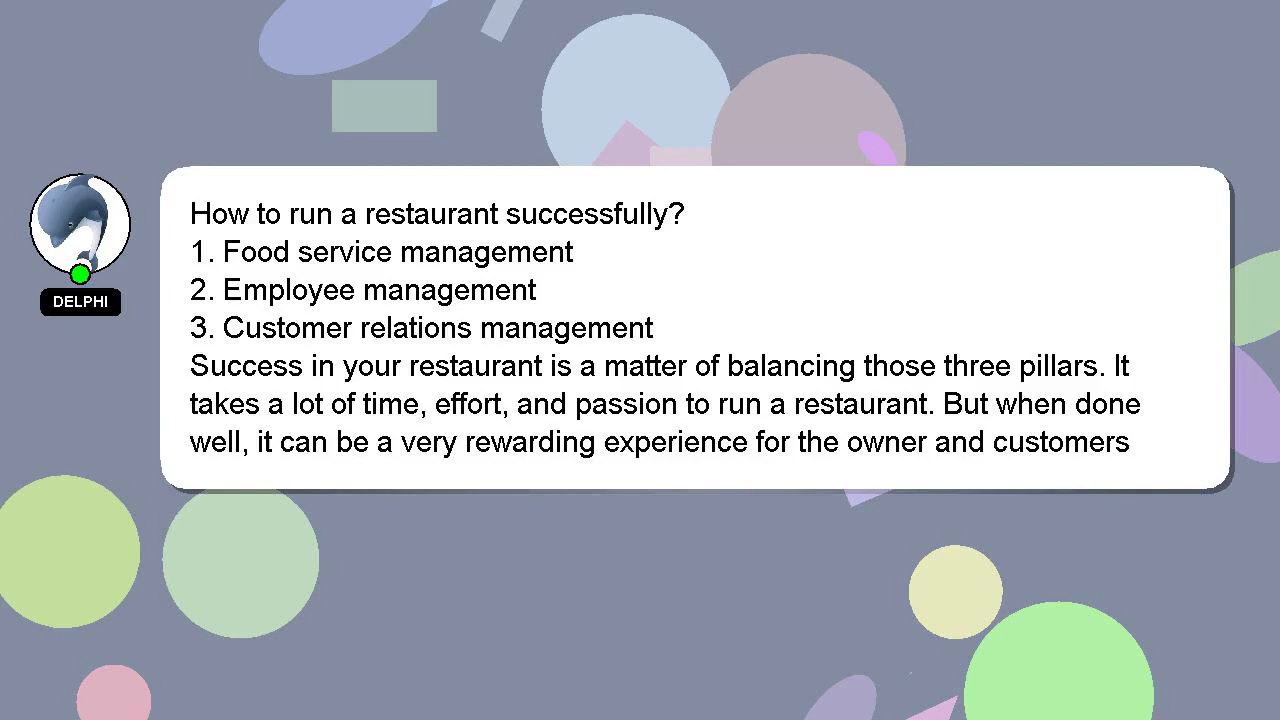 How to run a restaurant successfully?
1. Food service management
2. Employee management
3. Customer relations management
Success in your restaurant is a matter of balancing those three pillars. It
takes a lot of time, effort, and passion to run a restaurant. But when done
well, it can be a very rewarding experience for the owner and customers
DELPHI